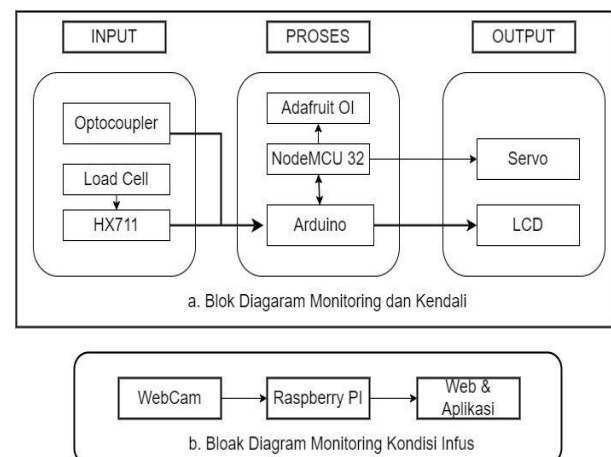 INPUT
PROSES
OUTPUT
Optocoupler
Load Cell
HX711
Adafruit OI
NodeMCU 32
Arduino
Servo
LCD
a. Blok Diagaram Monitoring dan Kendali
WebCam
Raspberry PI
Web &
Aplikasi
b. Bloak Diagram Monitoring Kondisi Infus